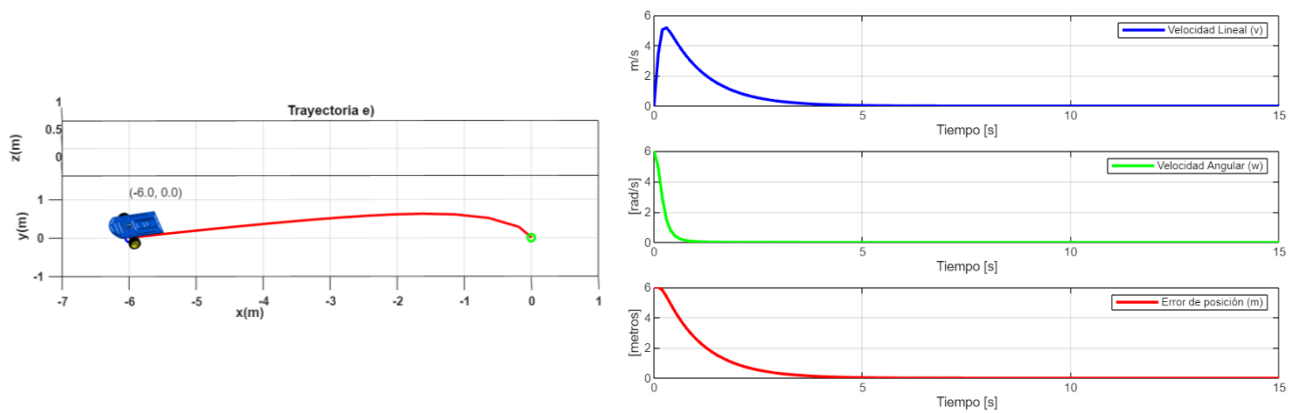 Trayectoria e)
1
0.5
0
z(m)
(-6.0, 0.0)
1
0
-1
y(m)
-7 -6 -5 -4 -3 -2 -1 0 1
x(m)
6
4
2
0
m/s
Velocidad Lineal (v)
0 5 10 15
Tiempo [s]
6
4
2
0
[rad/s]
Velocidad Angular (w)
0 5 10 15
Tiempo [s]
6
4
2
0
[metros]
Error de posición (m)
0 5 10 15
Tiempo [s]